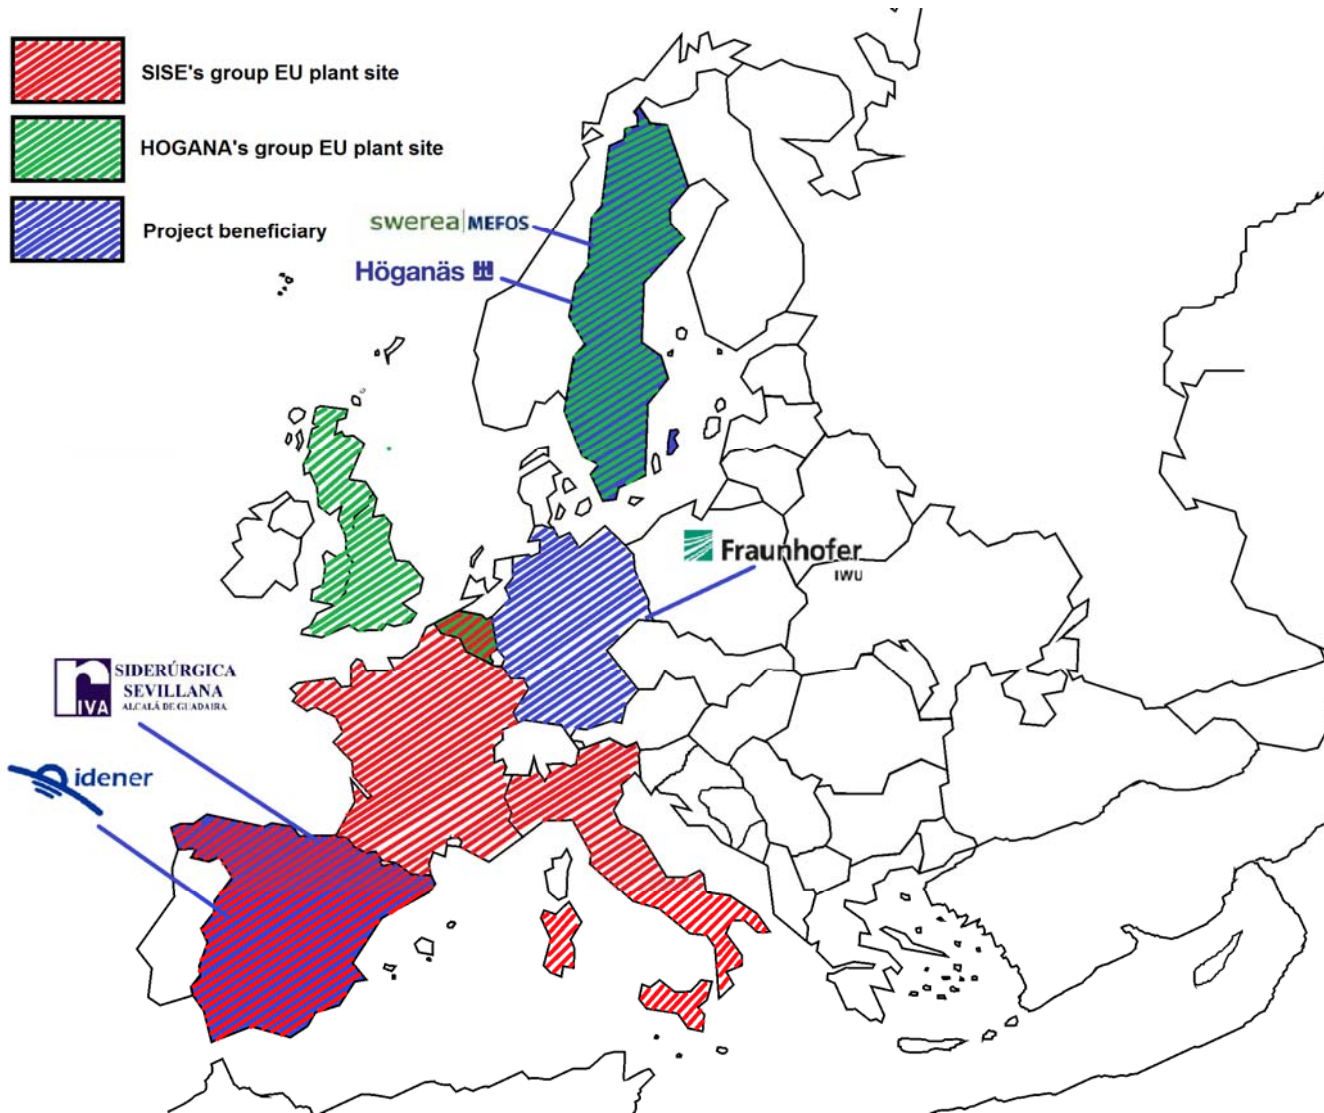 SISE's group EU plant site
HOGANA's group EU plant site
Project beneficiary
swerea|MEFOS
Höganäs
Fraunhofer
IWU
SIDERÚRGICA
SEVILLANA
ALCALÁ DE GUADAIRA
RIVA
idener